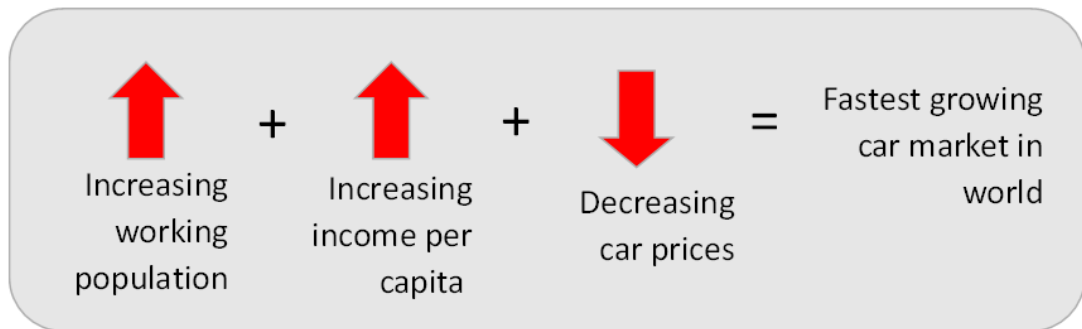 Increasing
working
population
+
Increasing
income per
capita
+
Decreasing
car prices
=
Fastest growing
car market in
world